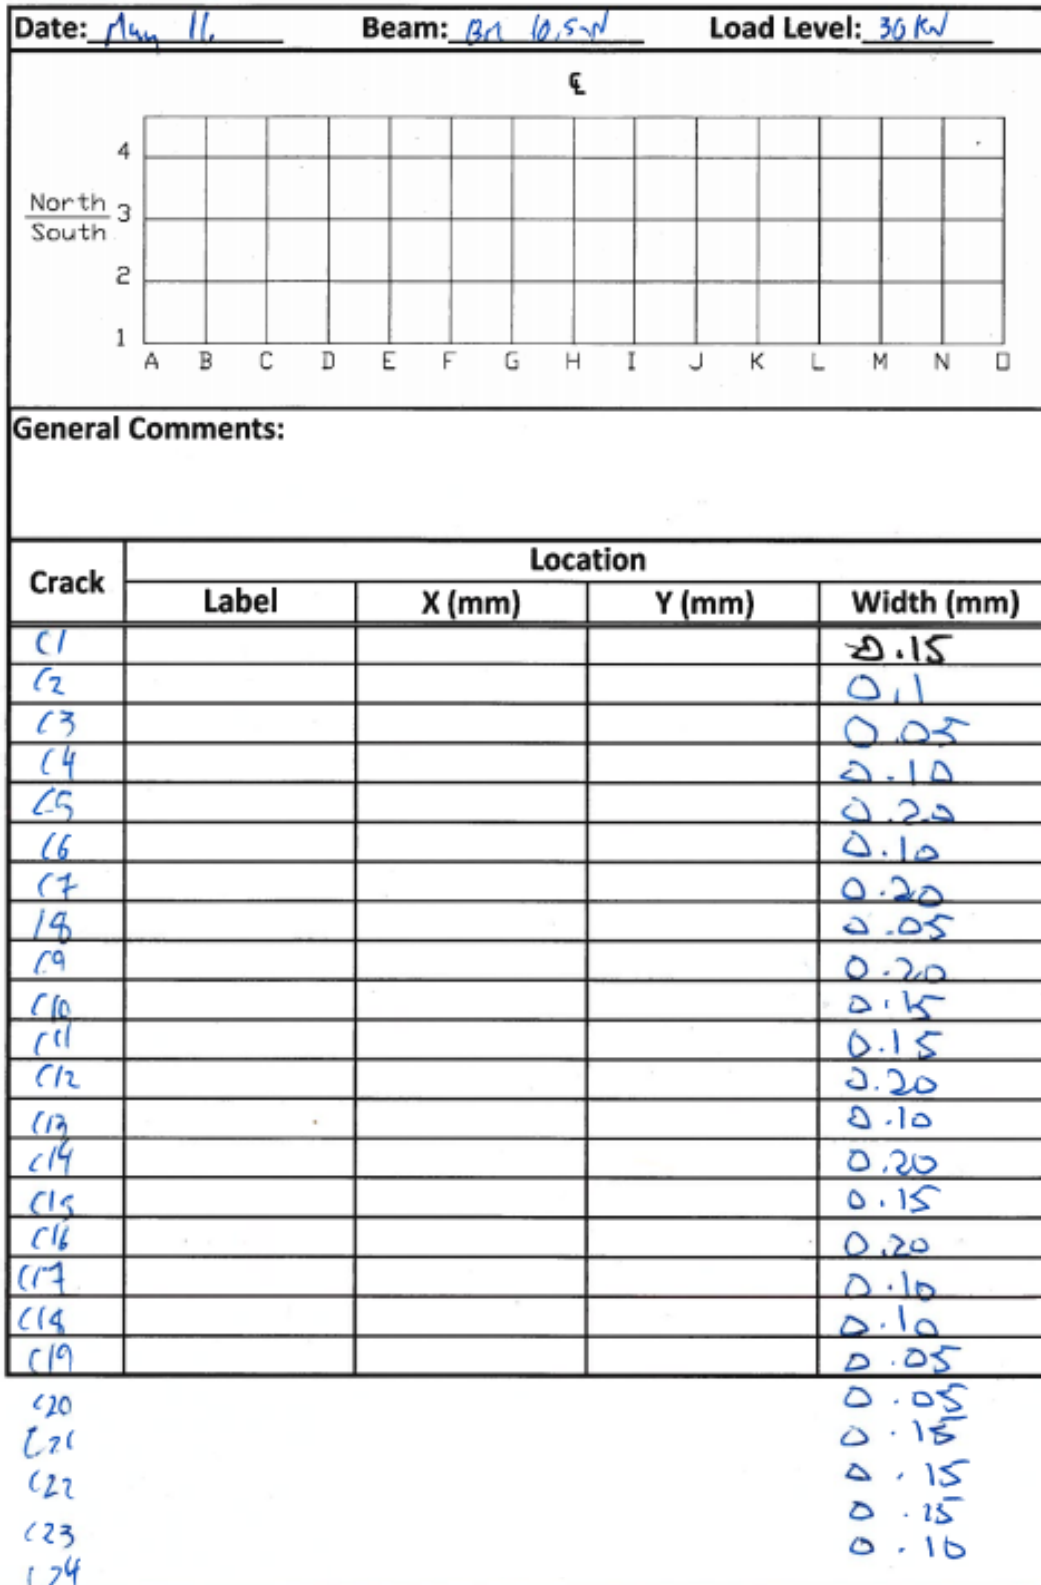 Date: May 11, Beam: BM 10,5-N Load Level: 30 KN
℄
4
North 3
South
2
1
A B C D E F G H I J K L M N O
General Comments:
Crack Location
Label X (mm) Y (mm) Width (mm)
C1 0.15
C2 0.1
C3 0.05
C4 0.10
C5 0.20
C6 0.10
C7 0.20
C8 0.05
C9 0.20
C10 0.15
C11 0.15
C12 0.20
C13 0.10
C14 0.20
C15 0.15
C16 0.20
C17 0.10
C18 0.10
C19 0.05
C20 0.05
C21 0.15
C22 0.15
C23 0.15
C24 0.10